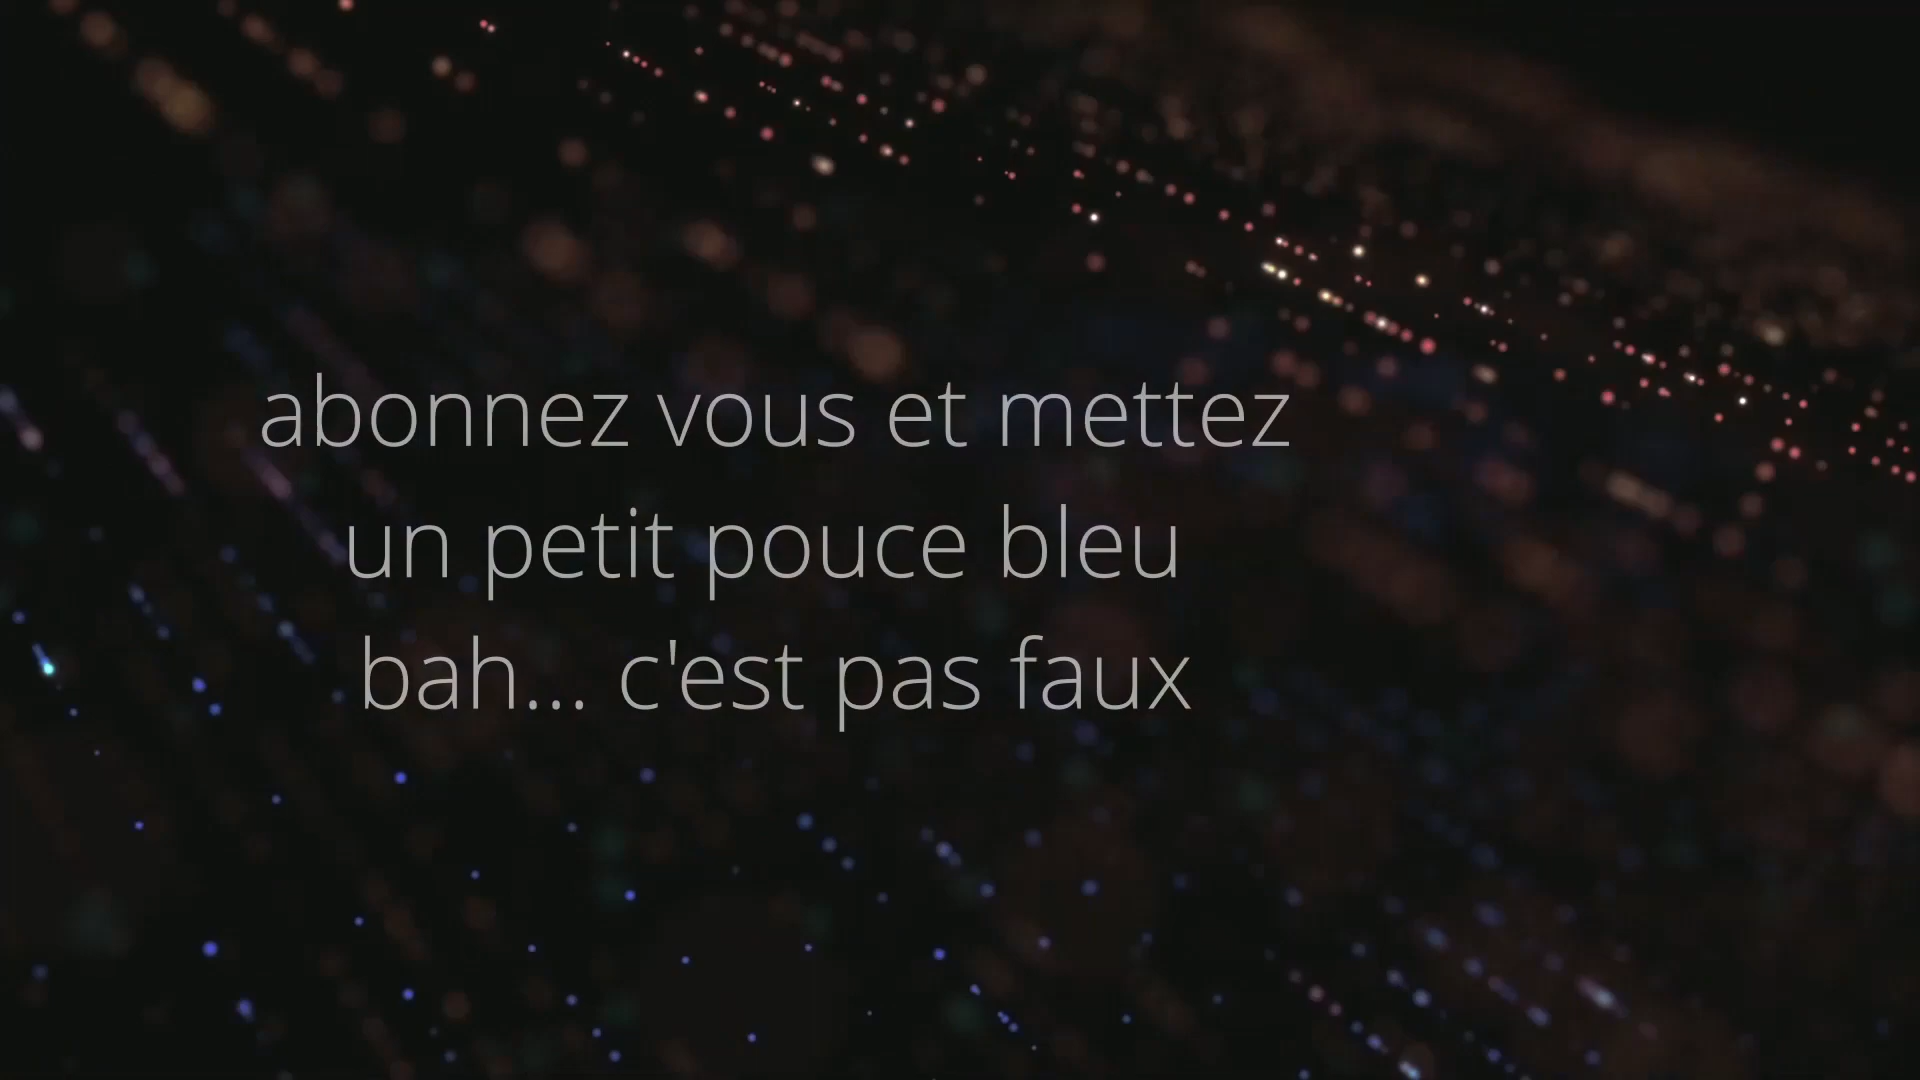 abonnez vous et mettez
un petit pouce bleu
bah... c'est pas faux